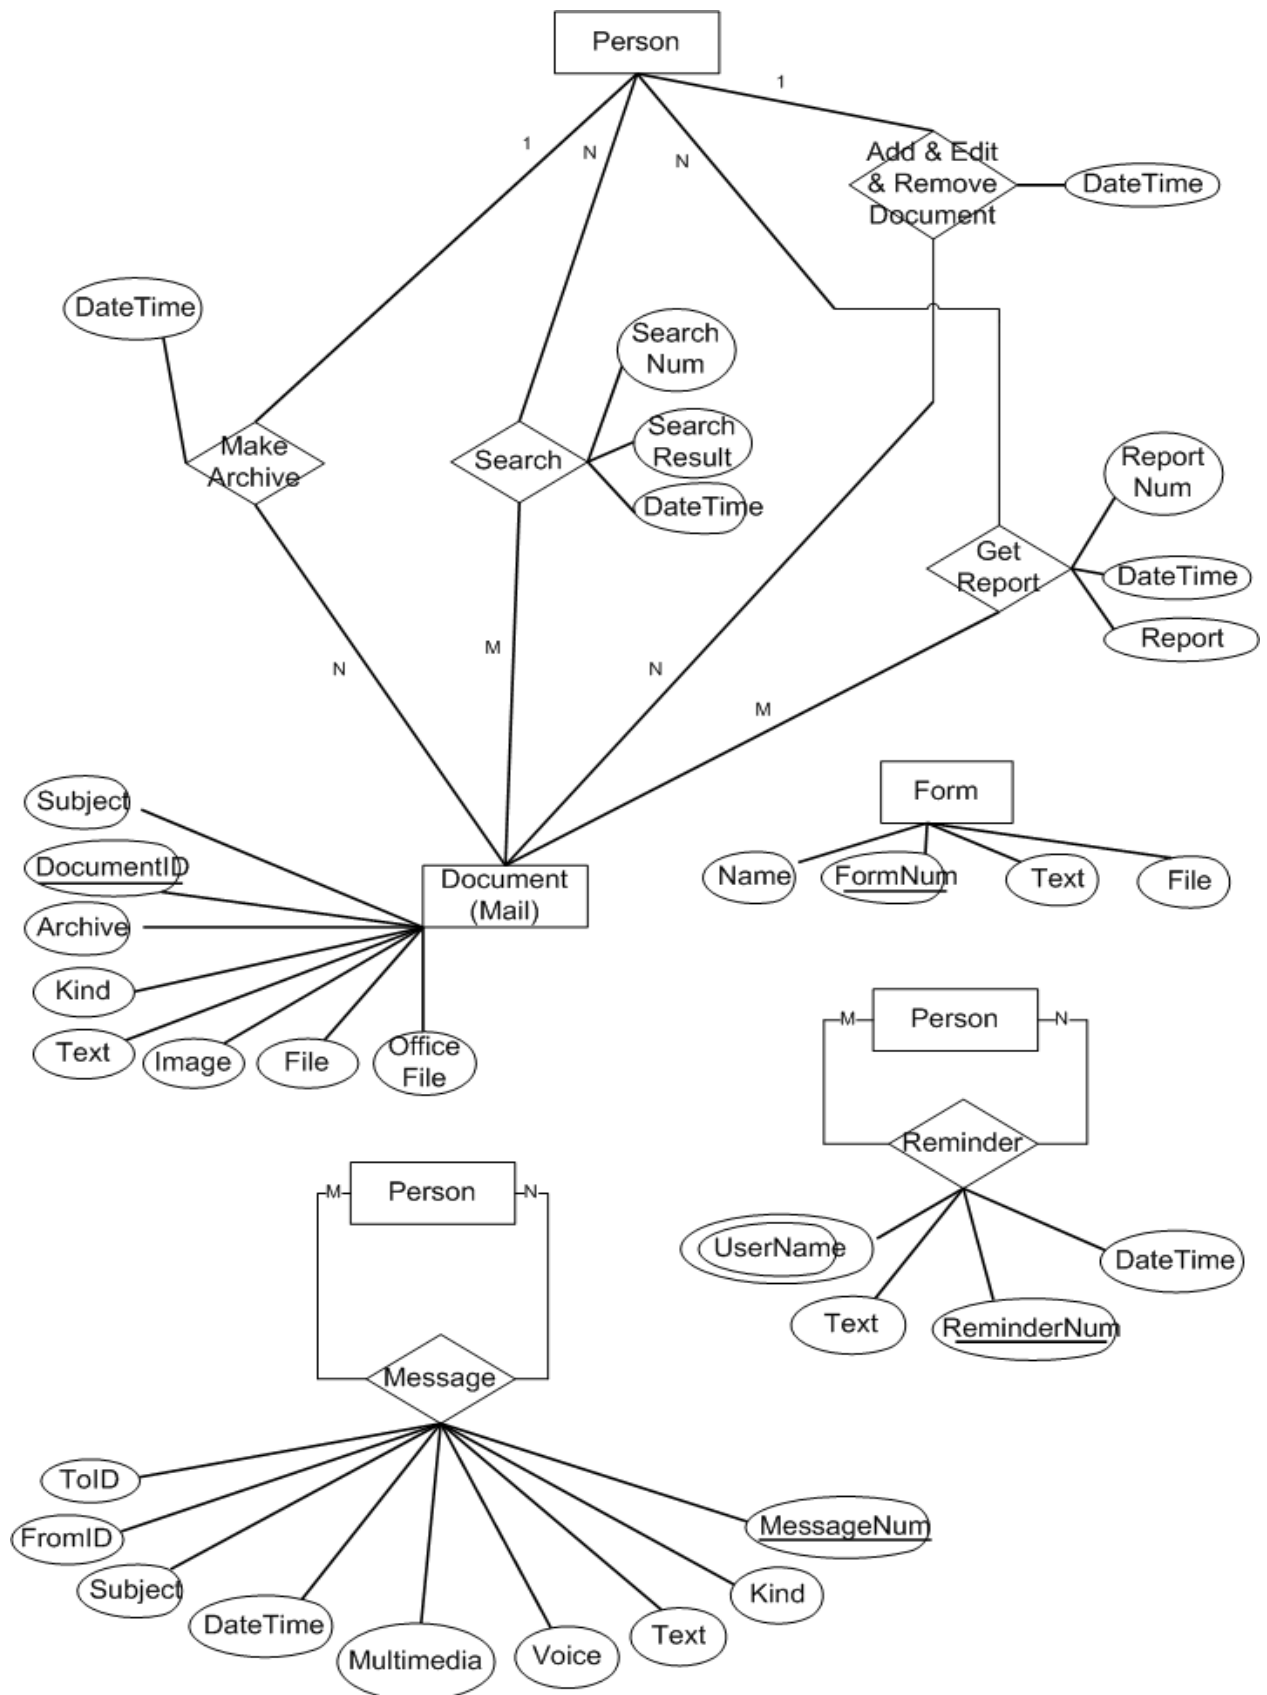 Person
1
1
N
N
Add & Edit
& Remove
Document
DateTime
DateTime
Search
Num
Search
Result
DateTime
Make
Archive
Search
Report
Num
Get
Report
DateTime
Report
M
N
N
M
Subject
DocumentID
Archive
Kind
Text
Image
File
Office
File
Document
(Mail)
Form
Name
FormNum
Text
File
M
Person
N
Reminder
UserName
Text
ReminderNum
DateTime
M
Person
N
Message
ToID
FromID
Subject
DateTime
Multimedia
Voice
Text
Kind
MessageNum